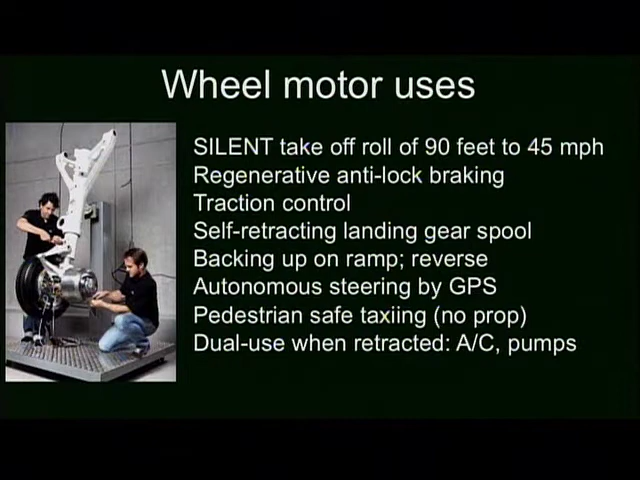 Wheel motor uses
SILENT take off roll of 90 feet to 45 mph
Regenerative anti-lock braking
Traction control
Self-retracting landing gear spool
Backing up on ramp; reverse
Autonomous steering by GPS
Pedestrian safe taxiing (no prop)
Dual-use when retracted: A/C, pumps